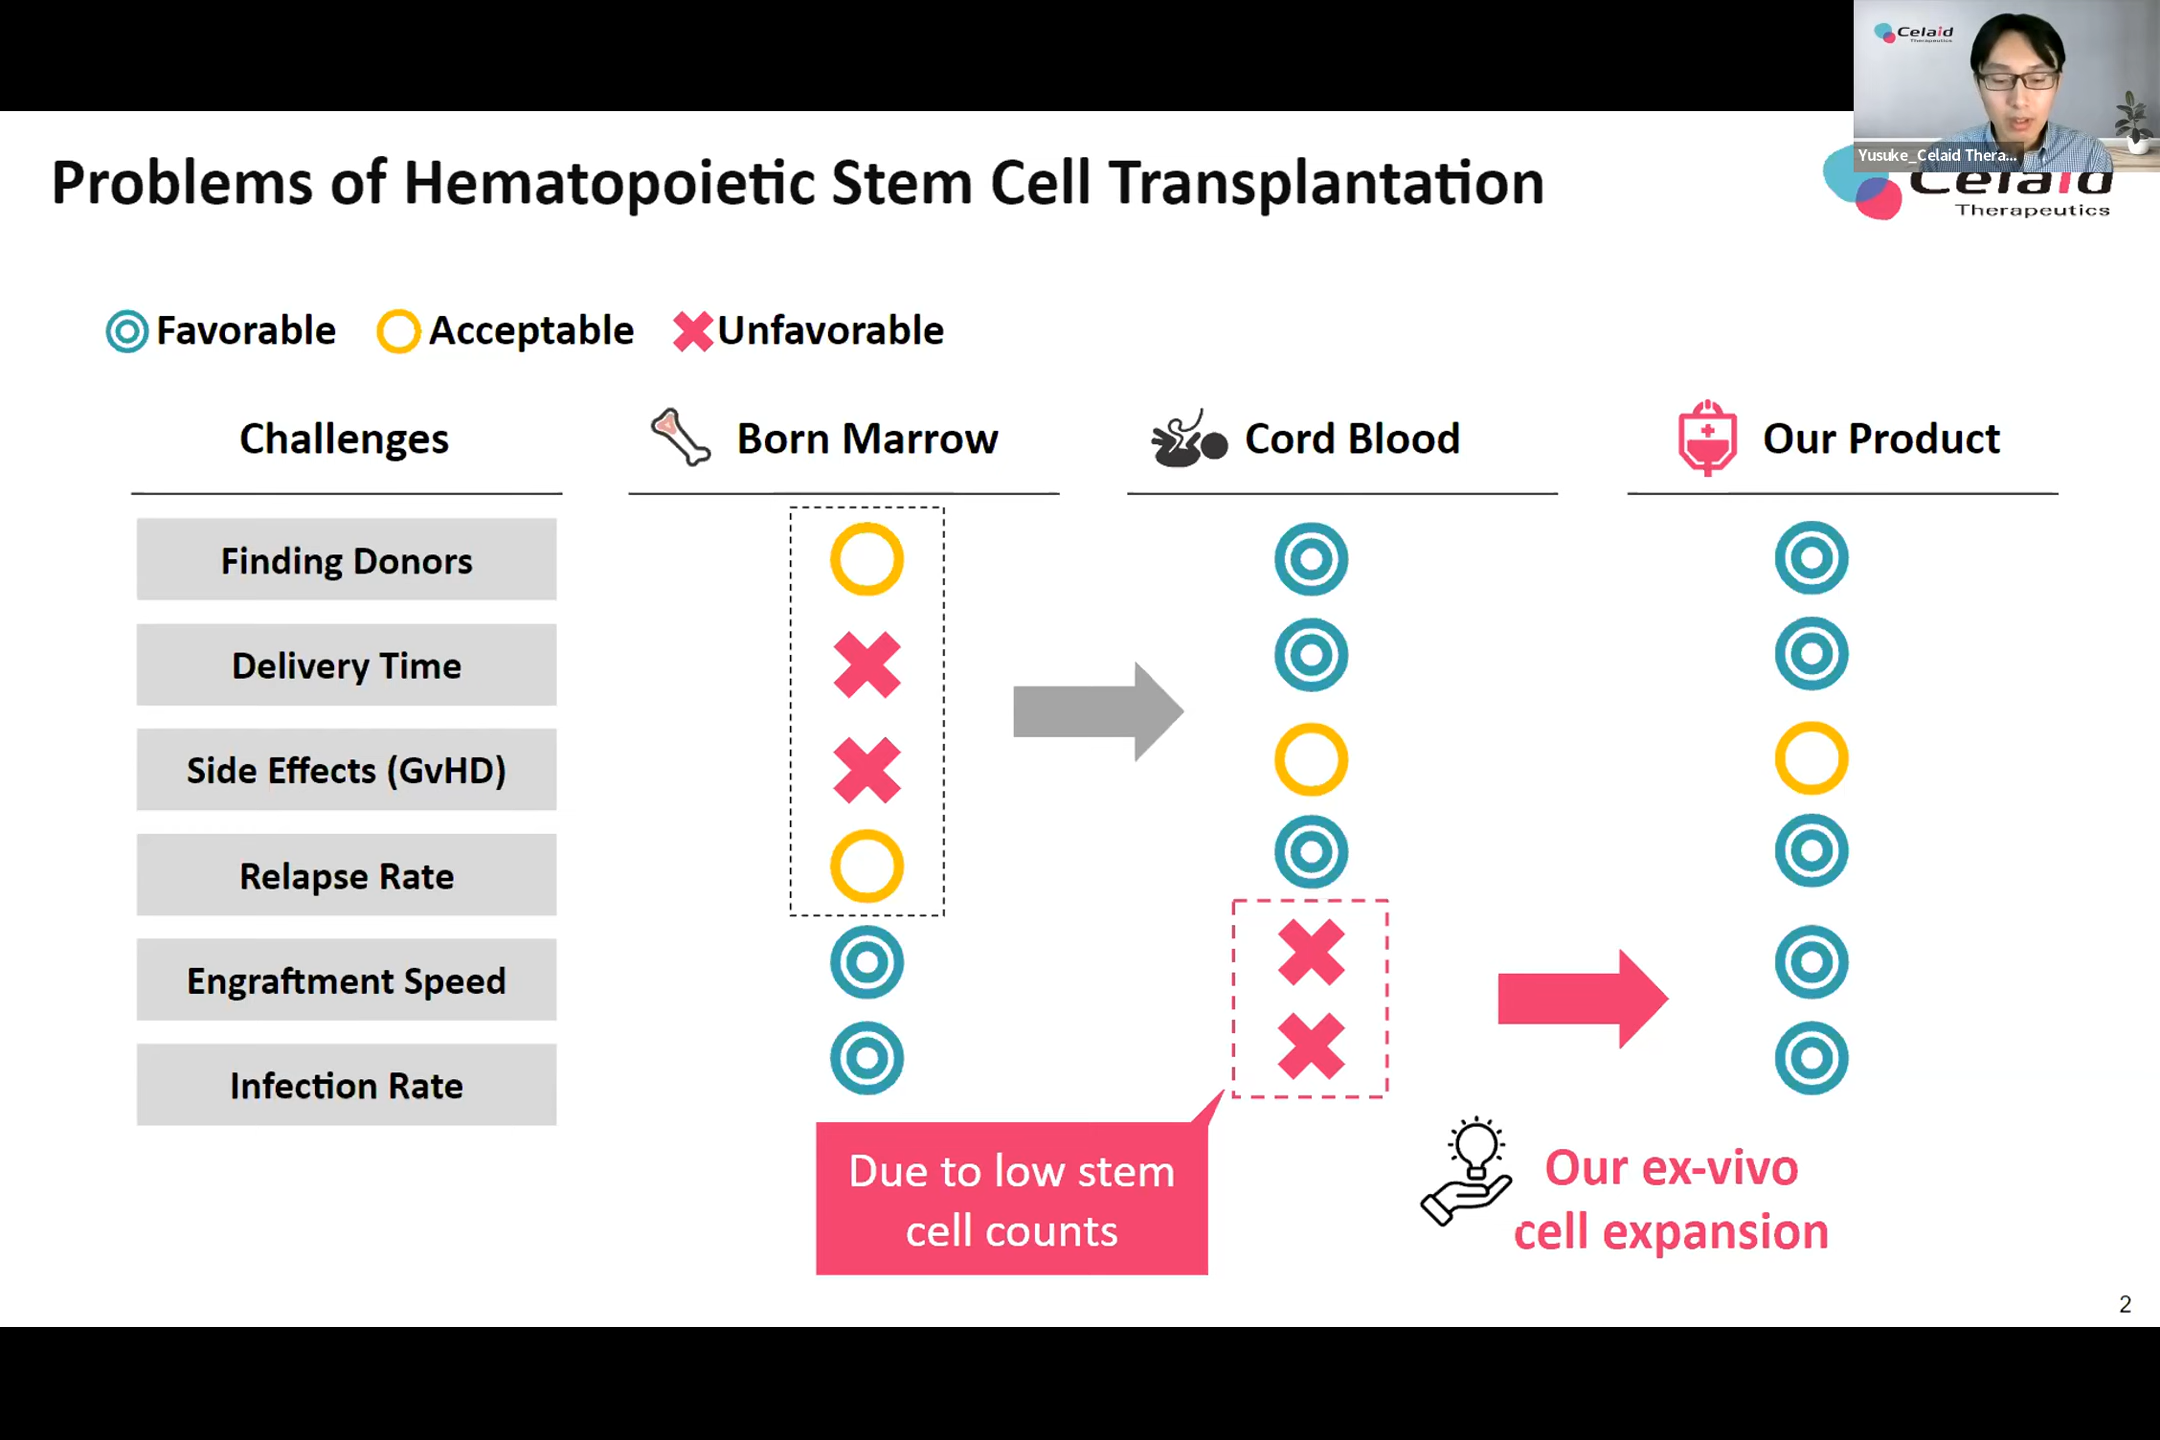 Celaid
Therapeutics
Yusuke_Celaid Thera...
Problems of Hematopoietic Stem Cell Transplantation
Celaid
Therapeutics
Favorable Acceptable Unfavorable
Challenges Born Marrow Cord Blood Our Product
Finding Donors
Delivery Time
Side Effects (GvHD)
Relapse Rate
Engraftment Speed
Infection Rate
Due to low stem
cell counts
Our ex-vivo
cell expansion
2